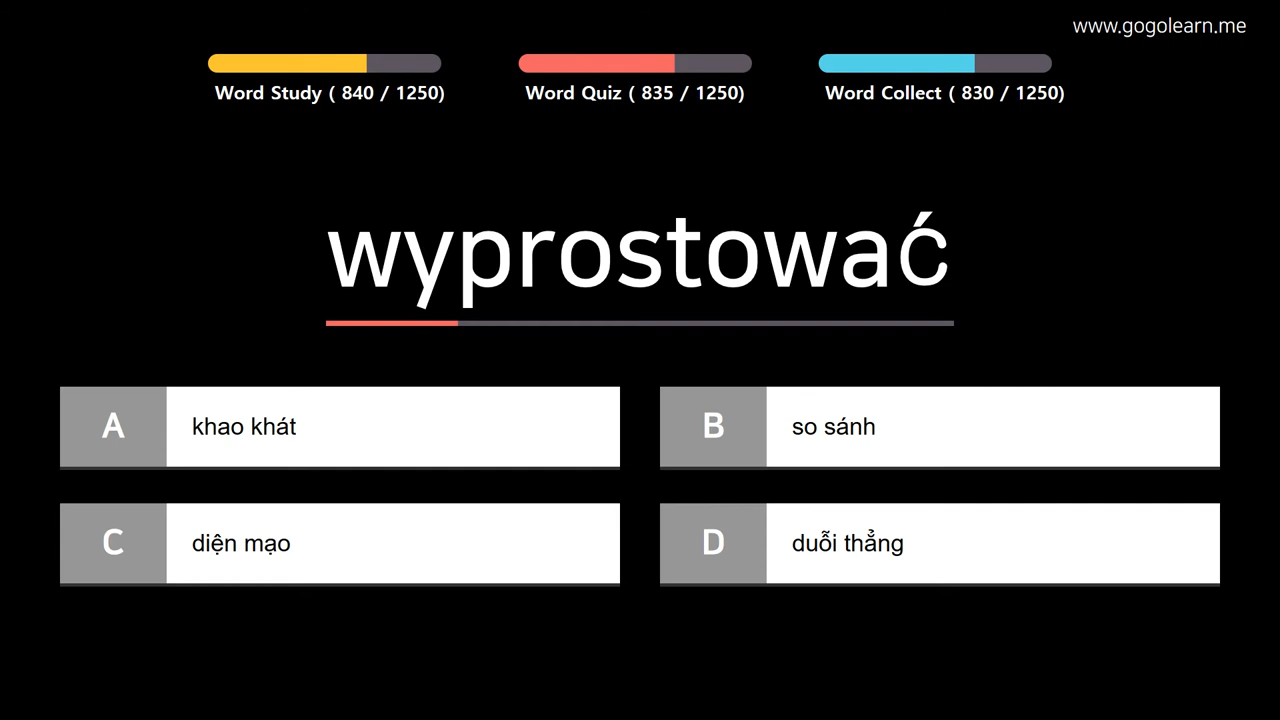 www.gogolearn.me
Word Study ( 840 / 1250)
Word Quiz ( 835 / 1250)
Word Collect ( 830 / 1250)
wyprostować
A khao khát
B so sánh
C diện mạo
D duỗi thẳng